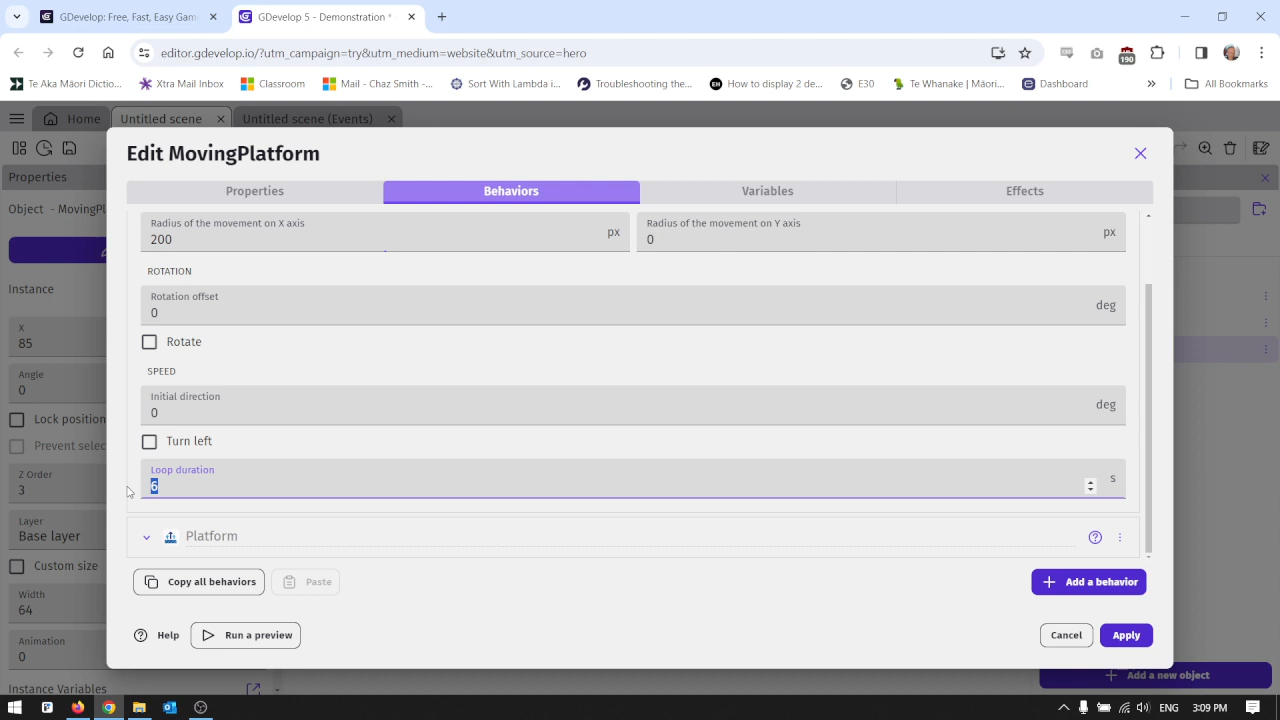 GDevelop: Free, Fast, Easy Game
GDevelop 5 - Demonstration *
editor.gdevelop.io/?utm_campaign=try&utm_medium=website&utm_source=hero
190
Te Aka Māori Dictio...
Xtra Mail Inbox
Classroom
Mail - Chaz Smith -...
Sort With Lambda i...
Troubleshooting the...
How to display 2 de...
E30
Te Whanake | Māori...
Dashboard
»
All Bookmarks
Home
Untitled scene
Untitled scene (Events)
Properties
Edit MovingPlatform
Properties
Behaviors
Variables
Effects
Object - MovingPl
Radius of the movement on X axis
200 px
Radius of the movement on Y axis
0 px
ROTATION
Instance
Rotation offset
0 deg
X
85
Rotate
Angle
0
SPEED
Lock position
Initial direction
0 deg
Prevent selec
Turn left
Z Order
3
Loop duration
6 s
Layer
Base layer
Platform
Custom size
Copy all behaviors
Paste
Add a behavior
Width
64
Help
Run a preview
Cancel
Apply
Animation
0
Instance Variables
Add a new object
ENG
3:09 PM